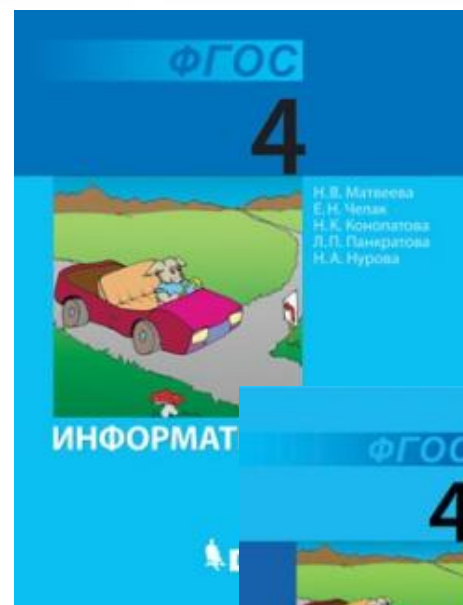 ФГОС
4
Н. В. Матвеева
Е. Н. Челак
Н. К. Конопатова
Л. П. Панкратова
Н. А. Нурова
ИНФОРМАТ
ФГОС
4